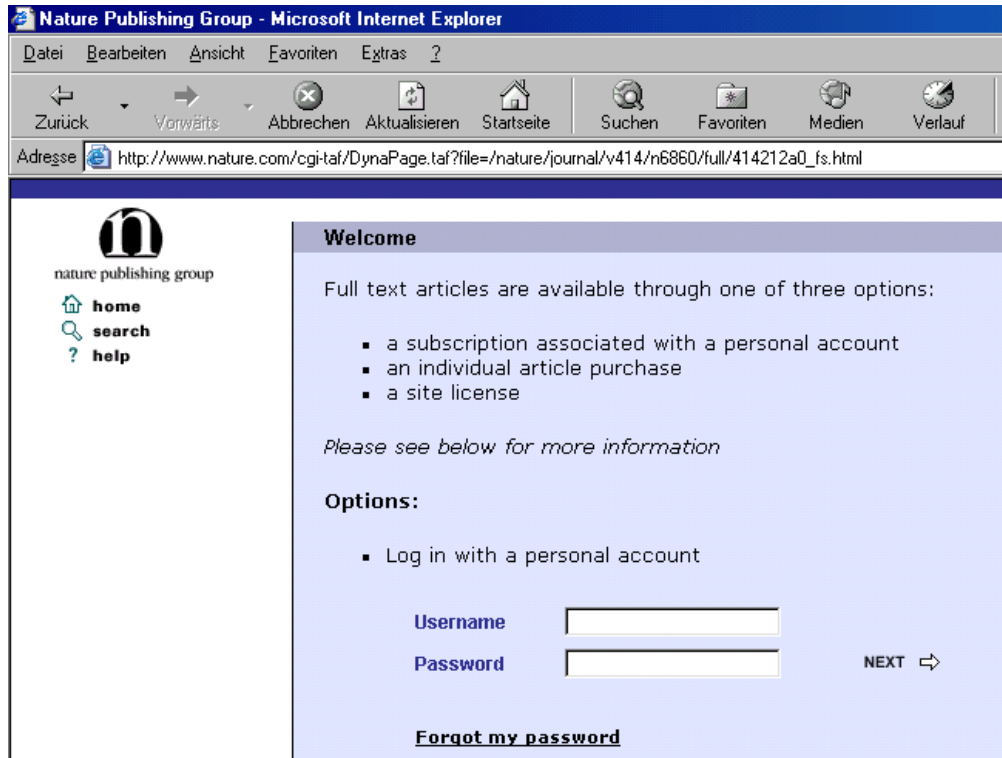 Nature Publishing Group - Microsoft Internet Explorer
Datei Bearbeiten Ansicht Favoriten Extras ?
Zurück Vorwärts Abbrechen Aktualisieren Startseite Suchen Favoriten Medien Verlauf
Adresse http://www.nature.com/cgi-taf/DynaPage.taf?file=/nature/journal/v414/n6860/full/414212a0_fs.html
n
nature publishing group
home
search
? help
Welcome
Full text articles are available through one of three options:
▪ a subscription associated with a personal account
▪ an individual article purchase
▪ a site license
Please see below for more information
Options:
▪ Log in with a personal account
Username
Password NEXT
Forgot my password